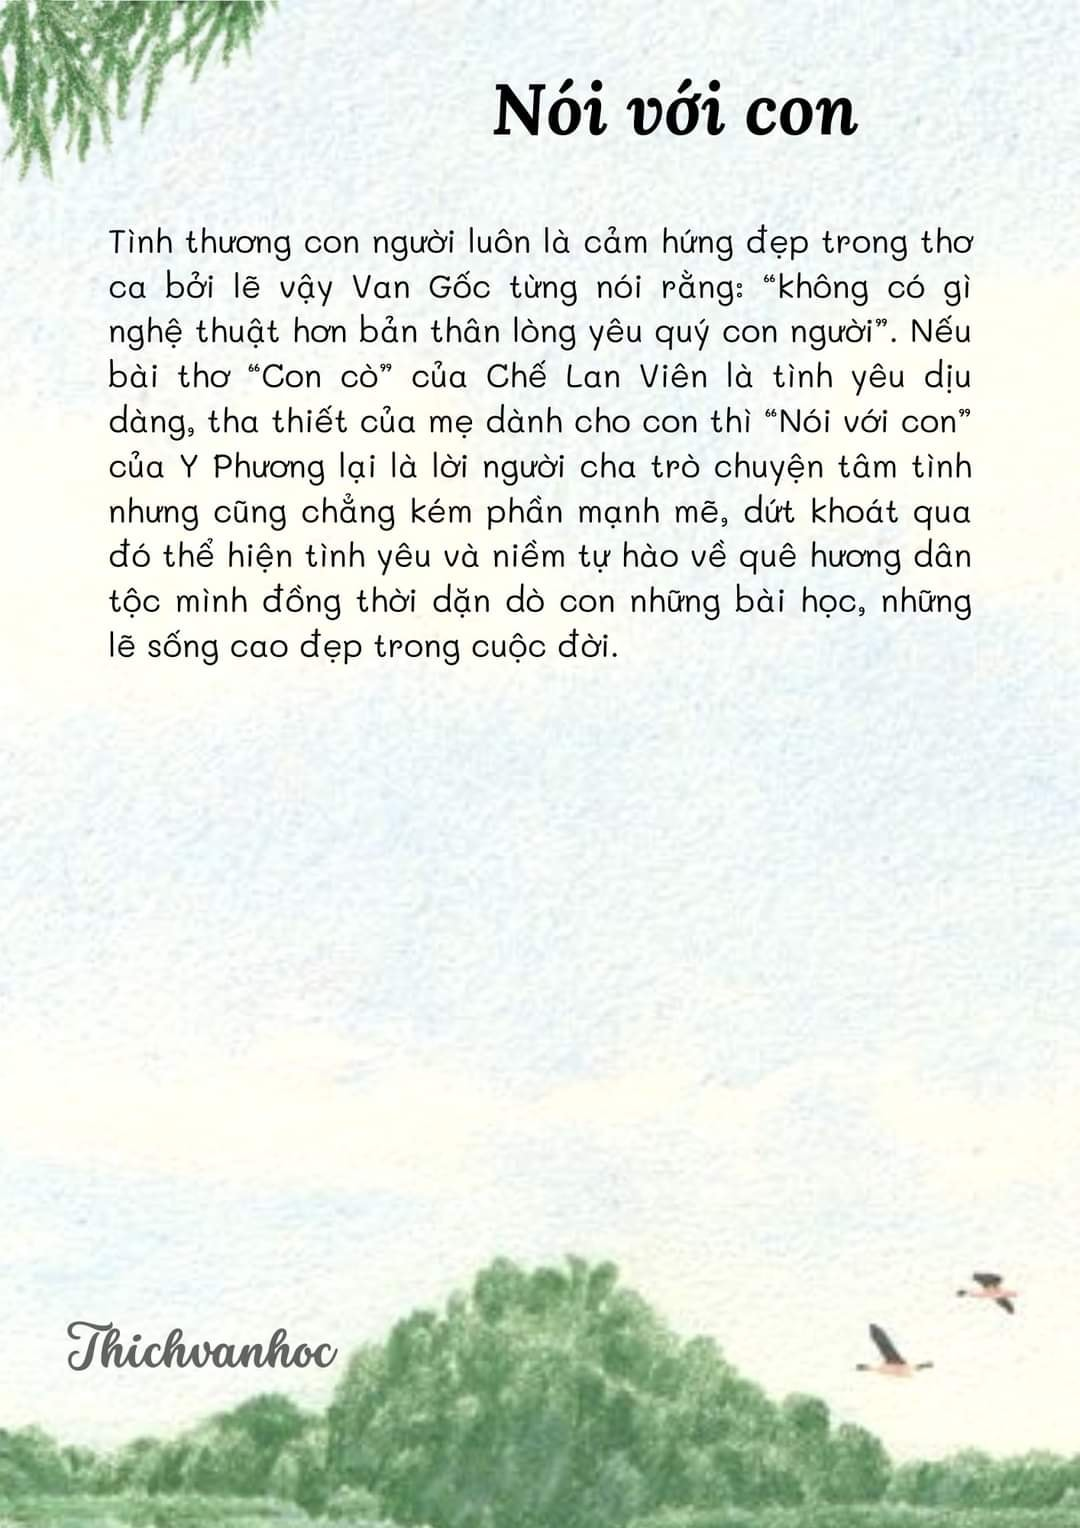 Nói với con
Tình thương con người luôn là cảm hứng đẹp trong thơ
ca bởi lẽ vậy Van Gốc từng nói rằng: “không có gì
nghệ thuật hơn bản thân lòng yêu quý con người”. Nếu
bài thơ “Con cò” của Chế Lan Viên là tình yêu dịu
dàng, tha thiết của mẹ dành cho con thì “Nói với con”
của Y Phương lại là lời người cha trò chuyện tâm tình
nhưng cũng chẳng kém phần mạnh mẽ, dứt khoát qua
đó thể hiện tình yêu và niềm tự hào về quê hương dân
tộc mình đồng thời dặn dò con những bài học, những
lẽ sống cao đẹp trong cuộc đời.
Thichvanhoc